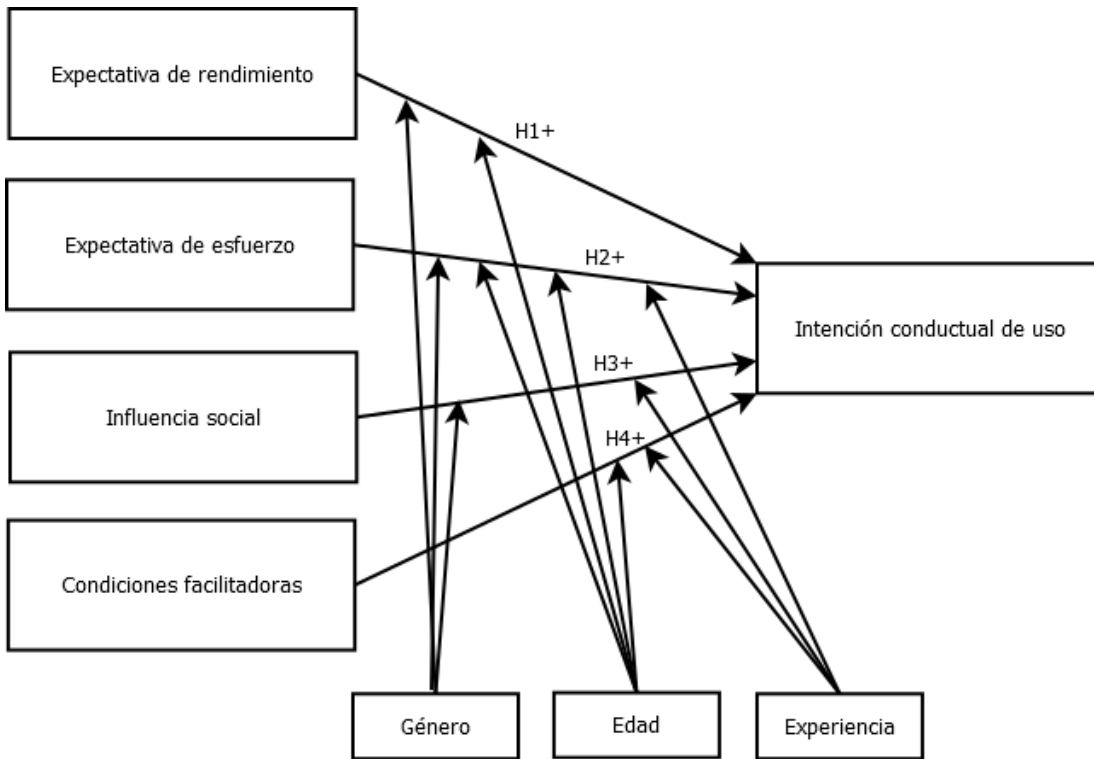 Expectativa de rendimiento
H1+
Expectativa de esfuerzo
H2+
Intención conductual de uso
H3+
Influencia social
H4+
Condiciones facilitadoras
Género
Edad
Experiencia